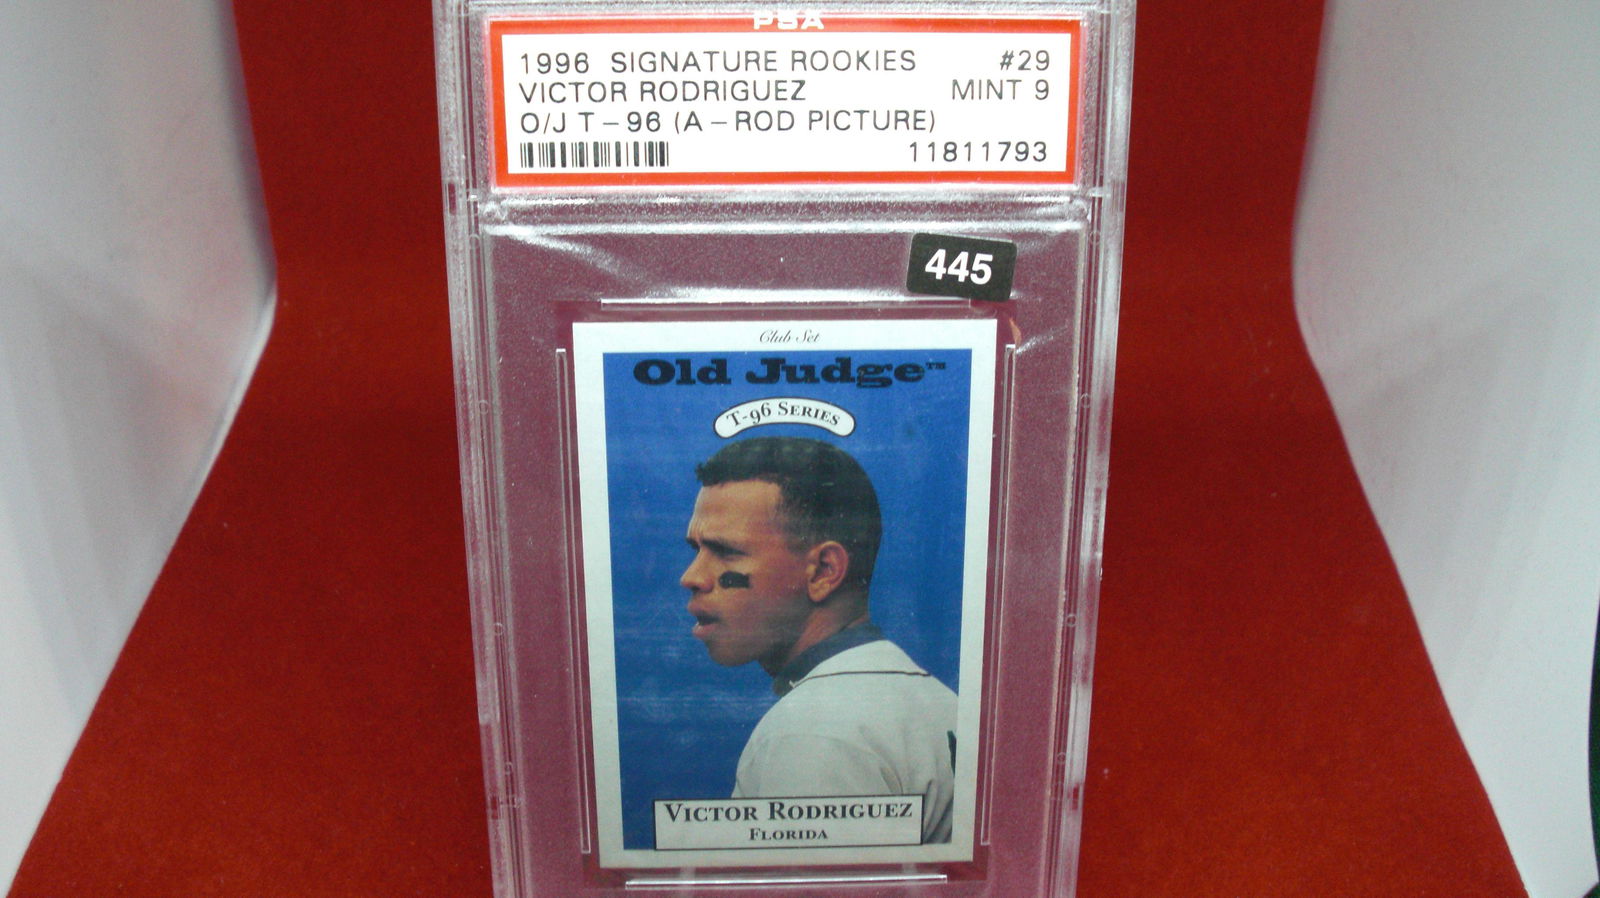 PSA
1996 SIGNATURE ROOKIES #29
VICTOR RODRIGUEZ MINT 9
O/J T-96 (A-ROD PICTURE)
11811793
445
Club Set
Old Judge™
T-96 SERIES
VICTOR RODRIGUEZ
FLORIDA